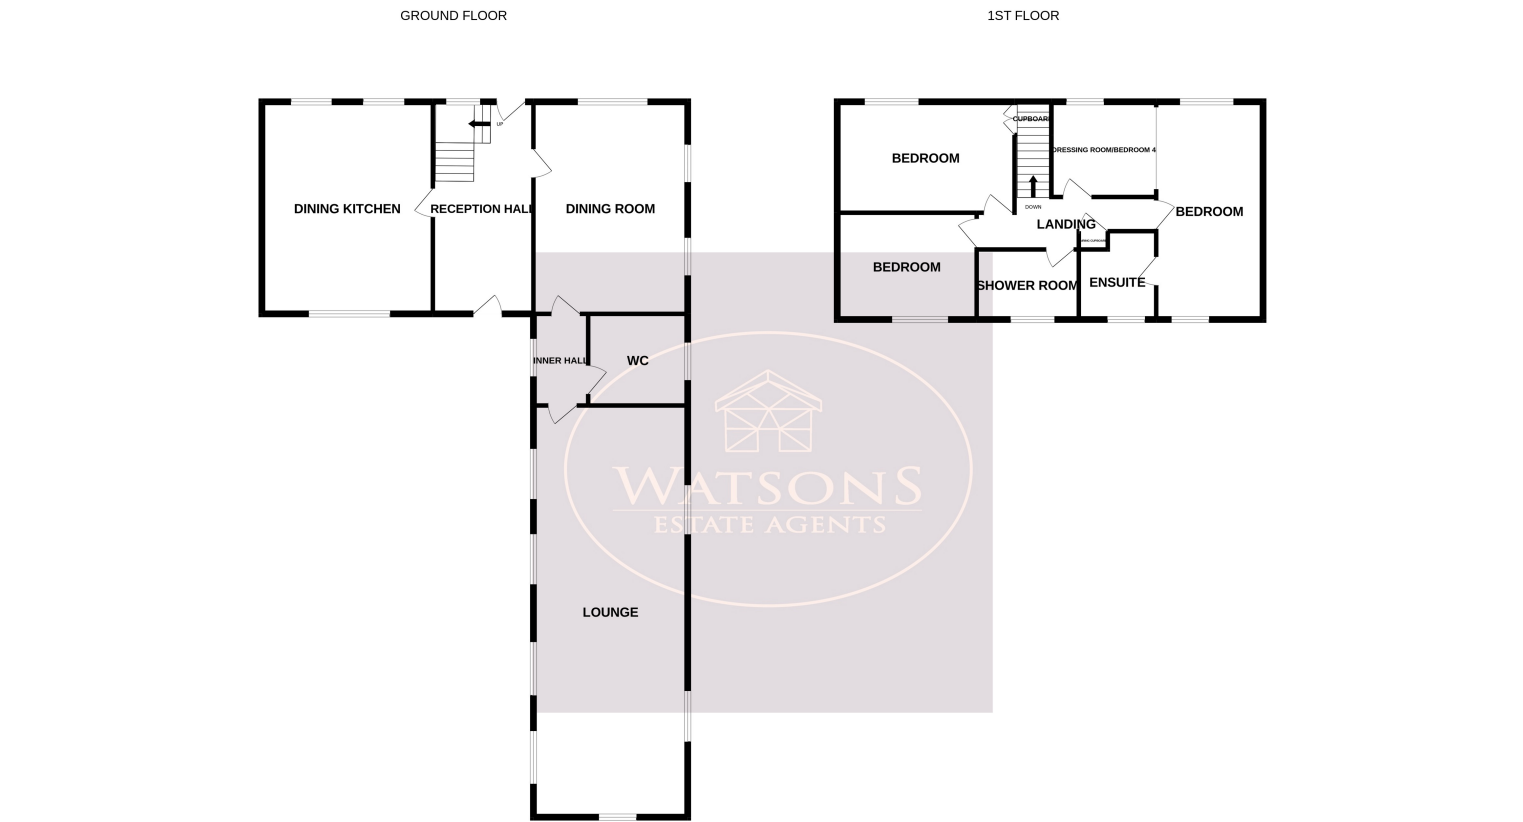 GROUND FLOOR
1ST FLOOR
UP
DINING KITCHEN
RECEPTION HALL
DINING ROOM
INNER HALL
WC
LOUNGE
WATSONS
ESTATE AGENTS
CUPBOARD
BEDROOM
DRESSING ROOM/BEDROOM 4
DOWN
LANDING
BEDROOM
CUPBOARD
BEDROOM
SHOWER ROOM
ENSUITE